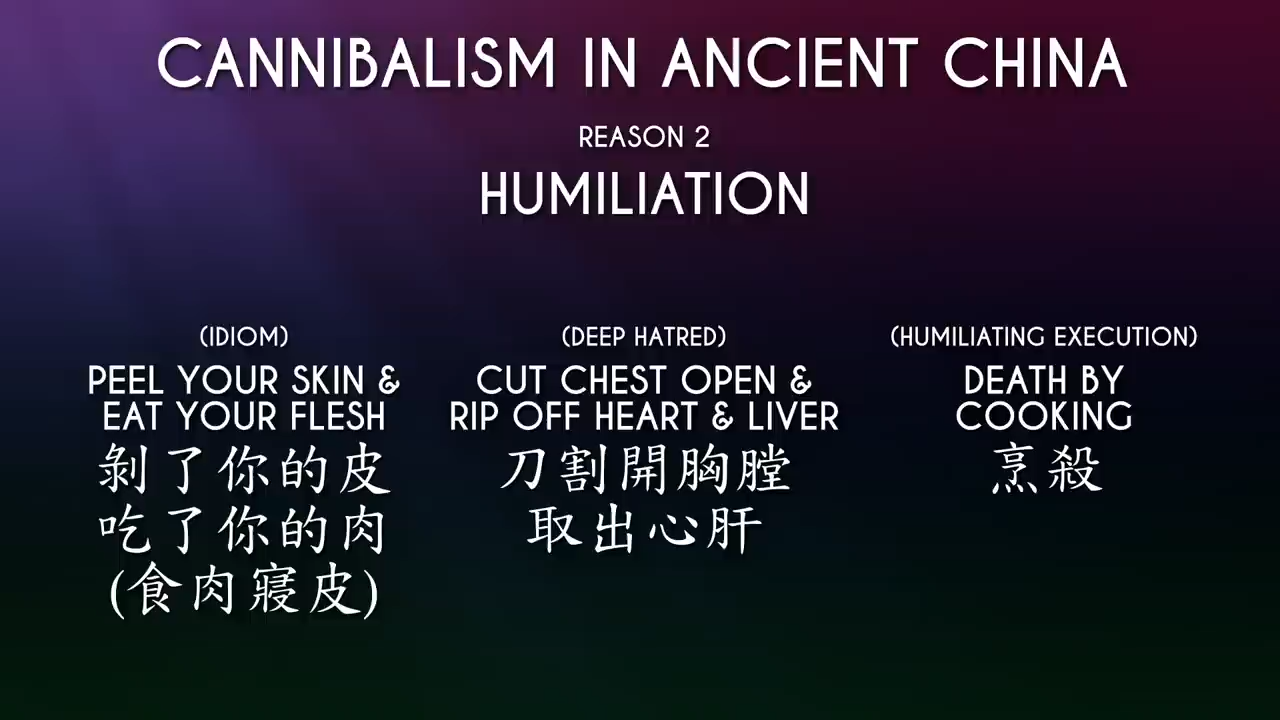 CANNIBALISM IN ANCIENT CHINA
REASON 2
HUMILIATION
(IDIOM)
PEEL YOUR SKIN &
EAT YOUR FLESH
剝了你的皮
吃了你的肉
(食肉寢皮)
(DEEP HATRED)
CUT CHEST OPEN &
RIP OFF HEART & LIVER
刀割開胸膛
取出心肝
(HUMILIATING EXECUTION)
DEATH BY
COOKING
烹殺